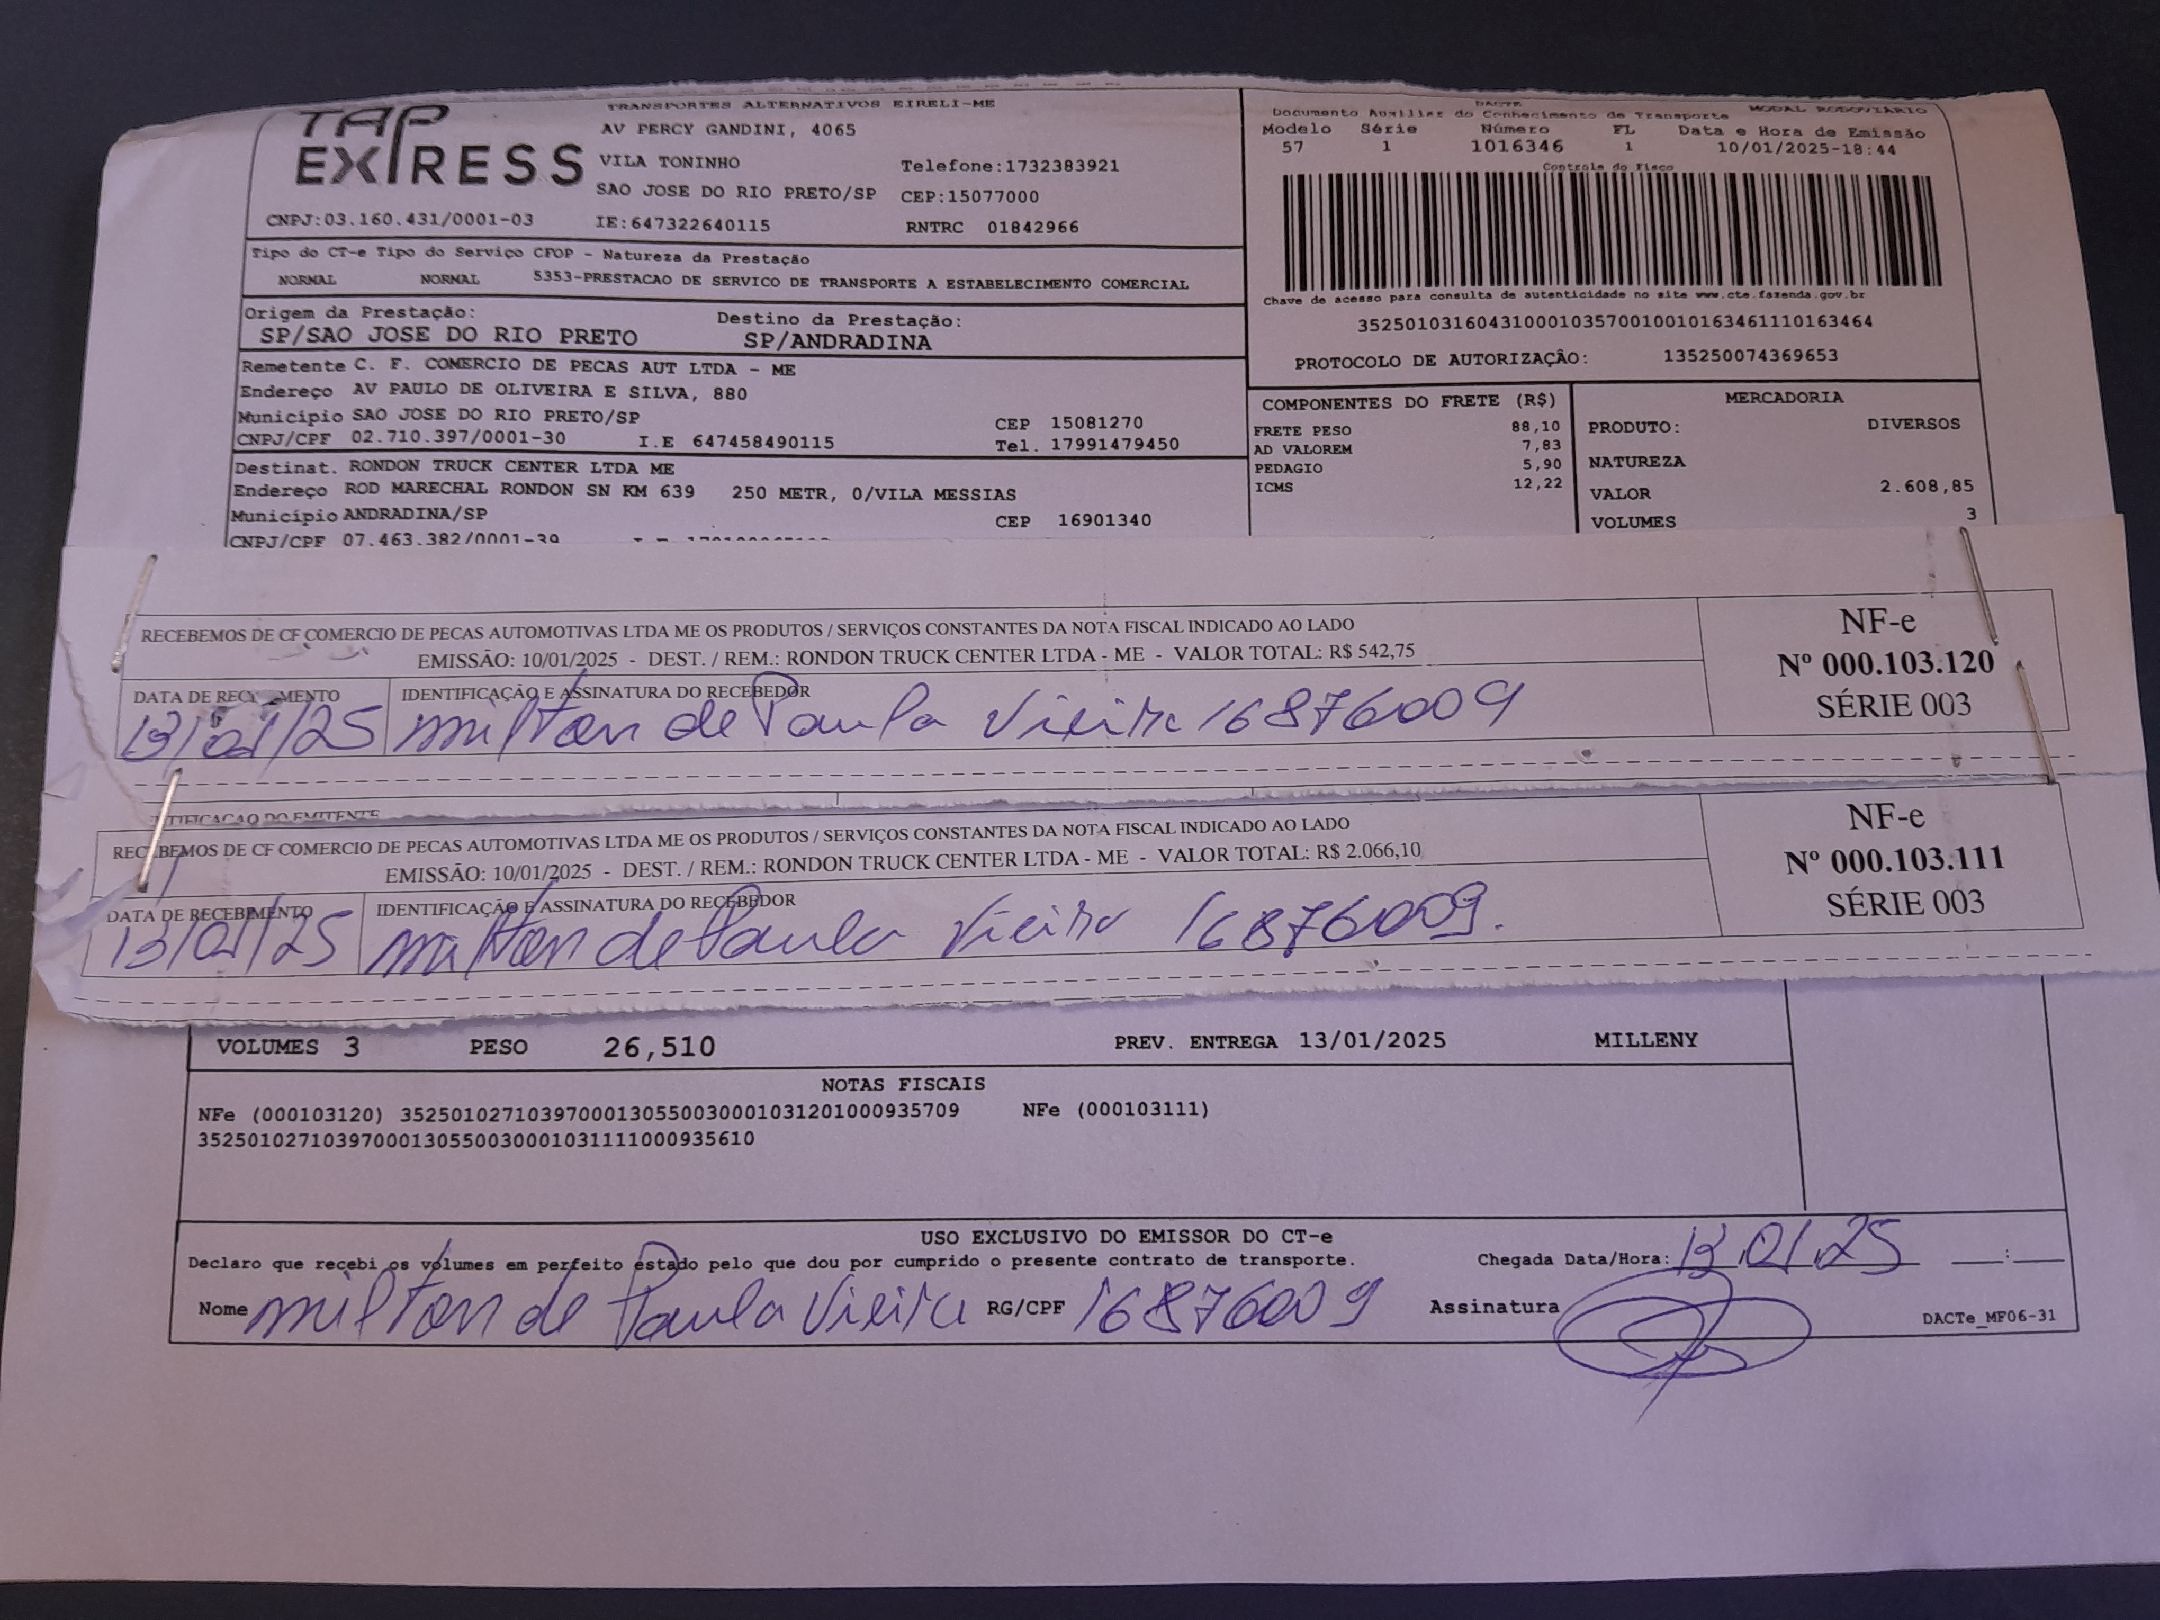 TAP EXPRESS
TRANSPORTES ALTERNATIVOS EIRELI-ME
AV PERCY GANDINI, 4065
VILA TONINHO Telefone:1732383921
SAO JOSE DO RIO PRETO/SP CEP:15077000
CNPJ:03.160.431/0001-03 IE:647322640115 RNTRC 01842966
DACTE MODAL RODOVIÁRIO
Documento Auxiliar do Conhecimento de Transporte
Modelo Série Número FL Data e Hora de Emissão
57 1 1016346 1 10/01/2025-18:44
Controle do Fisco
Chave de acesso para consulta de autenticidade no site www.cte.fazenda.gov.br
35250103160431000103570010010163461110163464
PROTOCOLO DE AUTORIZAÇÃO: 135250074369653
Tipo do CT-e Tipo do Serviço CFOP - Natureza da Prestação
NORMAL NORMAL 5353-PRESTACAO DE SERVICO DE TRANSPORTE A ESTABELECIMENTO COMERCIAL
Origem da Prestação: Destino da Prestação:
SP/SAO JOSE DO RIO PRETO SP/ANDRADINA
Remetente C. F. COMERCIO DE PECAS AUT LTDA - ME
Endereço AV PAULO DE OLIVEIRA E SILVA, 880
Município SAO JOSE DO RIO PRETO/SP CEP 15081270
CNPJ/CPF 02.710.397/0001-30 I.E 647458490115 Tel. 17991479450
Destinat. RONDON TRUCK CENTER LTDA ME
Endereço ROD MARECHAL RONDON SN KM 639 250 METR, 0/VILA MESSIAS
Município ANDRADINA/SP CEP 16901340
CNPJ/CPF 07.463.382/0001-39
COMPONENTES DO FRETE (R$)
FRETE PESO 88,10
AD VALOREM 7,83
PEDAGIO 5,90
ICMS 12,22
MERCADORIA
PRODUTO: DIVERSOS
NATUREZA
VALOR 2.608,85
VOLUMES 3
RECEBEMOS DE CF COMERCIO DE PECAS AUTOMOTIVAS LTDA ME OS PRODUTOS / SERVIÇOS CONSTANTES DA NOTA FISCAL INDICADO AO LADO
EMISSÃO: 10/01/2025 - DEST. / REM.: RONDON TRUCK CENTER LTDA - ME - VALOR TOTAL: R$ 542,75
DATA DE RECEBIMENTO IDENTIFICAÇÃO E ASSINATURA DO RECEBEDOR
13/01/25 milton de Paula Vieira 16876009
NF-e
Nº 000.103.120
SÉRIE 003
RECEBEMOS DE CF COMERCIO DE PECAS AUTOMOTIVAS LTDA ME OS PRODUTOS / SERVIÇOS CONSTANTES DA NOTA FISCAL INDICADO AO LADO
EMISSÃO: 10/01/2025 - DEST. / REM.: RONDON TRUCK CENTER LTDA - ME - VALOR TOTAL: R$ 2.066,10
DATA DE RECEBIMENTO IDENTIFICAÇÃO E ASSINATURA DO RECEBEDOR
13/01/25 milton de Paula Vieira 16876009.
NF-e
Nº 000.103.111
SÉRIE 003
VOLUMES 3 PESO 26,510 PREV. ENTREGA 13/01/2025 MILLENY
NOTAS FISCAIS
NFe (000103120) 35250102710397000130550030001031201000935709 NFe (000103111)
35250102710397000130550030001031111000935610
USO EXCLUSIVO DO EMISSOR DO CT-e
Declaro que recebi os volumes em perfeito estado pelo que dou por cumprido o presente contrato de transporte. Chegada Data/Hora: 13.01.25 :
Nome milton de Paula Vieira RG/CPF 16876009 Assinatura
DACTe_MF06-31